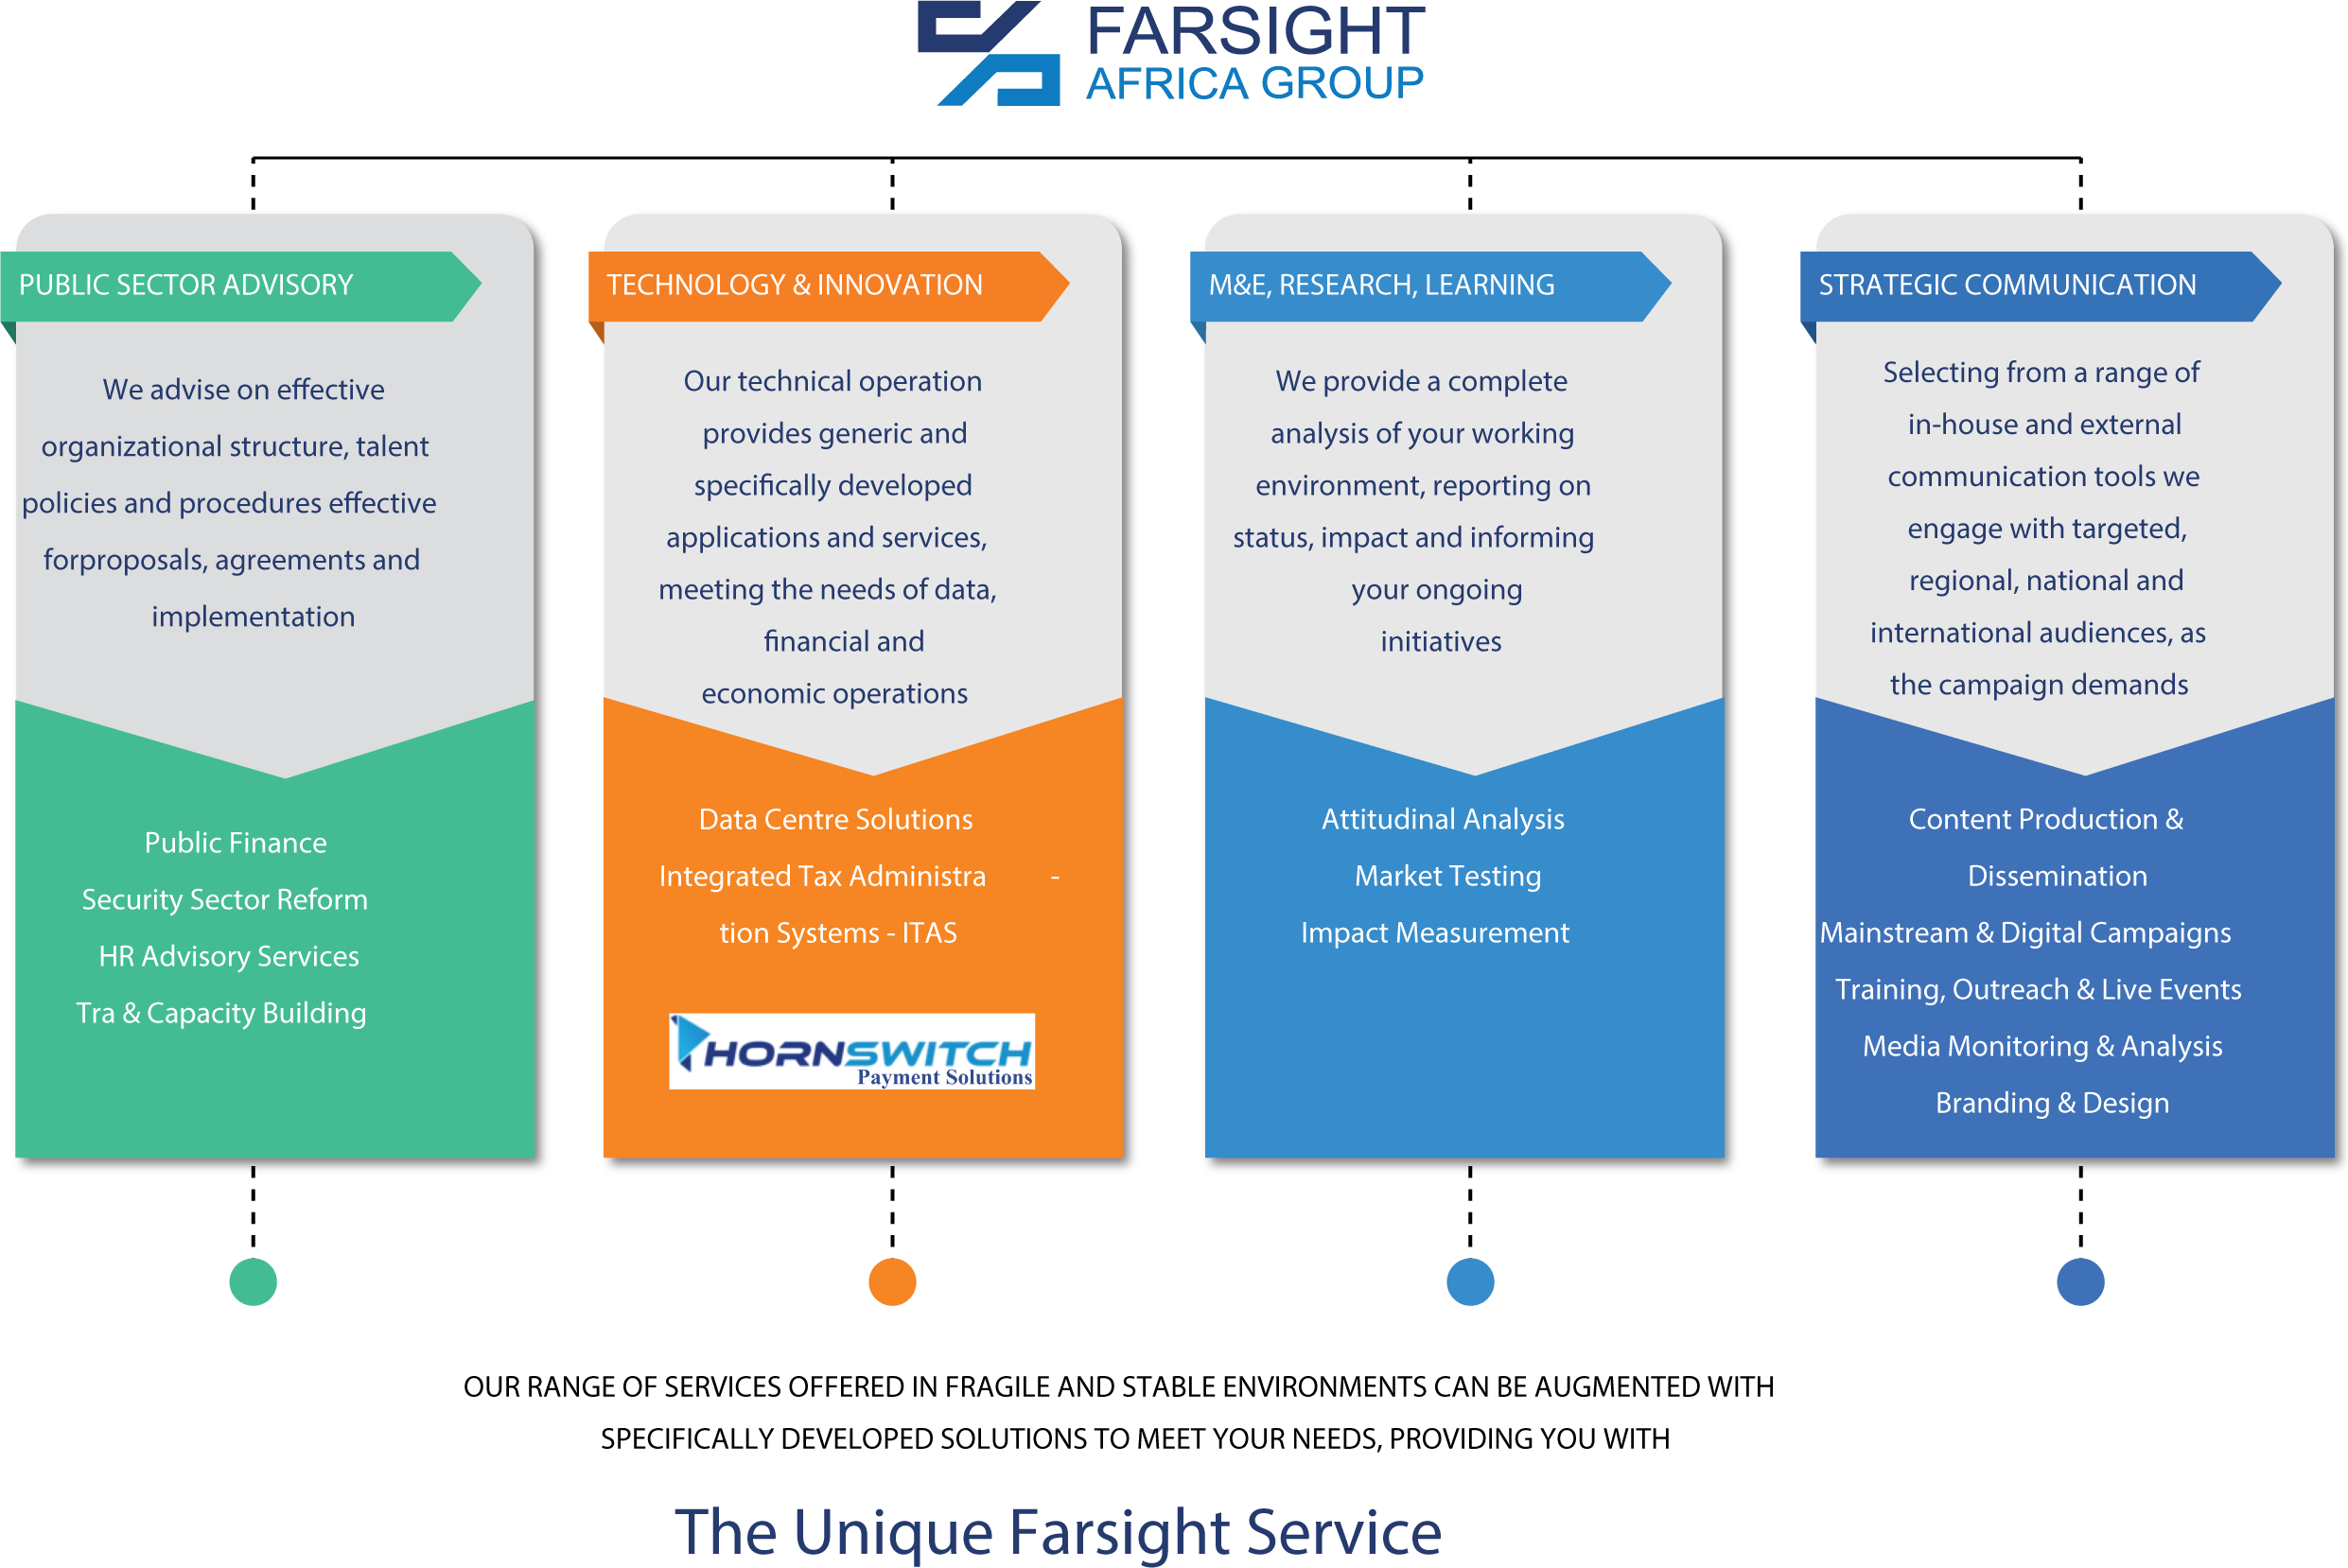 FARSIGHT
AFRICA GROUP
PUBLIC SECTOR ADVISORY
We advise on effective
organizational structure, talent
policies and procedures effective
forproposals, agreements and
implementation
Public Finance
Security Sector Reform
HR Advisory Services
Tra & Capacity Building
TECHNOLOGY & INNOVATION
Our technical operation
provides generic and
specifically developed
applications and services,
meeting the needs of data,
financial and
economic operations
Data Centre Solutions
Integrated Tax Administra -
tion Systems - ITAS
HORNSWITCH
Payment Solutions
M&E, RESEARCH, LEARNING
We provide a complete
analysis of your working
environment, reporting on
status, impact and informing
your ongoing
initiatives
Attitudinal Analysis
Market Testing
Impact Measurement
STRATEGIC COMMUNICATION
Selecting from a range of
in-house and external
communication tools we
engage with targeted,
regional, national and
international audiences, as
the campaign demands
Content Production &
Dissemination
Mainstream & Digital Campaigns
Training, Outreach & Live Events
Media Monitoring & Analysis
Branding & Design
OUR RANGE OF SERVICES OFFERED IN FRAGILE AND STABLE ENVIRONMENTS CAN BE AUGMENTED WITH
SPECIFICALLY DEVELOPED SOLUTIONS TO MEET YOUR NEEDS, PROVIDING YOU WITH
The Unique Farsight Service